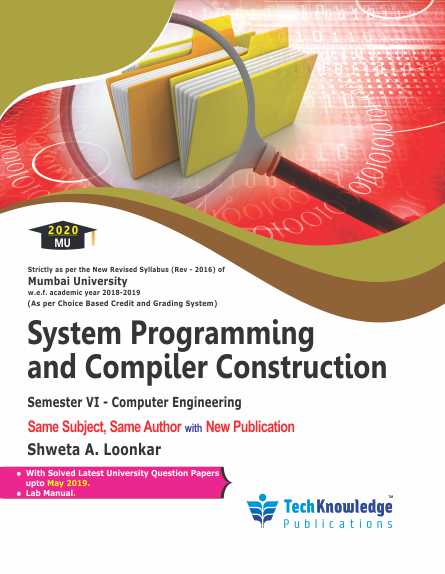 2020
MU
Strictly as per the New Revised Syllabus (Rev - 2016) of
Mumbai University
w.e.f. academic year 2018-2019
(As per Choice Based Credit and Grading System)
System Programming
and Compiler Construction
Semester VI - Computer Engineering
Same Subject, Same Author with New Publication
Shweta A. Loonkar
• With Solved Latest University Question Papers
upto May 2019.
• Lab Manual.
TechKnowledge™
Publications